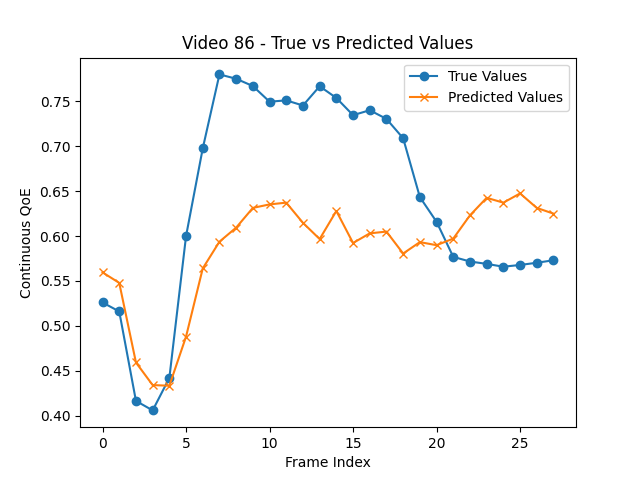 Video 86 - True vs Predicted Values
True Values
Predicted Values
Continuous QoE
0.75
0.70
0.65
0.60
0.55
0.50
0.45
0.40
0 5 10 15 20 25
Frame Index